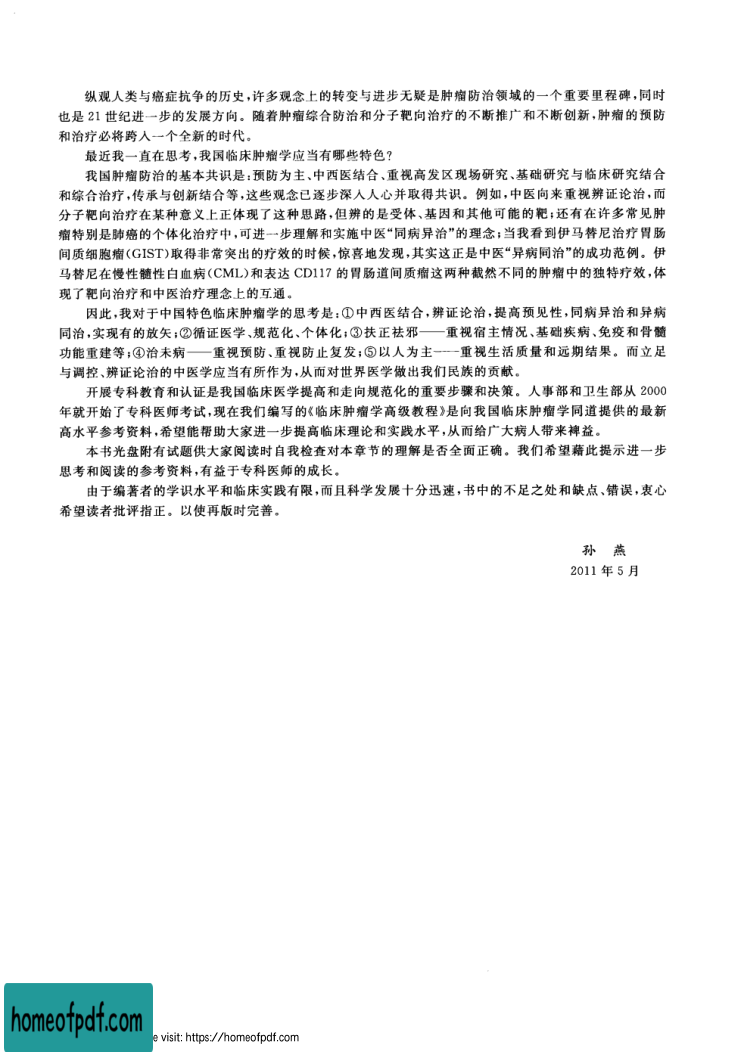 纵观人类与癌症抗争的历史,许多观念上的转变与进步无疑是肿瘤防治领域的一个重要里程碑,同时
也是 21 世纪进一步的发展方向。随着肿瘤综合防治和分子靶向治疗的不断推广和不断创新,肿瘤的预防
和治疗必将跨入一个全新的时代。
最近我一直在思考,我国临床肿瘤学应当有哪些特色?
我国肿瘤防治的基本共识是:预防为主、中西医结合、重视高发区现场研究、基础研究与临床研究结合
和综合治疗,传承与创新结合等,这些观念已逐步深入人心并取得共识。例如,中医向来重视辨证论治,而
分子靶向治疗在某种意义上正体现了这种思路,但辨的是受体、基因和其他可能的靶;还有在许多常见肿
瘤特别是肺癌的个体化治疗中,可进一步理解和实施中医“同病异治”的理念;当我看到伊马替尼治疗胃肠
间质细胞瘤(GIST)取得非常突出的疗效的时候,惊喜地发现,其实这正是中医“异病同治”的成功范例。伊
马替尼在慢性髓性白血病(CML)和表达 CD117 的胃肠道间质瘤这两种截然不同的肿瘤中的独特疗效,体
现了靶向治疗和中医治疗理念上的互通。
因此,我对于中国特色临床肿瘤学的思考是:①中西医结合,辨证论治,提高预见性,同病异治和异病
同治,实现有的放矢;②循证医学、规范化、个体化;③扶正祛邪——重视宿主情况、基础疾病、免疫和骨髓
功能重建等;④治未病——重视预防、重视防止复发;⑤以人为主——重视生活质量和远期结果。而立足
与调控、辨证论治的中医学应当有所作为,从而对世界医学做出我们民族的贡献。
开展专科教育和认证是我国临床医学提高和走向规范化的重要步骤和决策。人事部和卫生部从 2000
年就开始了专科医师考试,现在我们编写的《临床肿瘤学高级教程》是向我国临床肿瘤学同道提供的最新
高水平参考资料,希望能帮助大家进一步提高临床理论和实践水平,从而给广大病人带来裨益。
本书光盘附有试题供大家阅读时自我检查对本章节的理解是否全面正确。我们希望藉此提示进一步
思考和阅读的参考资料,有益于专科医师的成长。
由于编著者的学识水平和临床实践有限,而且科学发展十分迅速,书中的不足之处和缺点、错误,衷心
希望读者批评指正。以使再版时完善。
孙 燕
2011 年 5 月
homeofpdf.com
e visit: https://homeofpdf.com